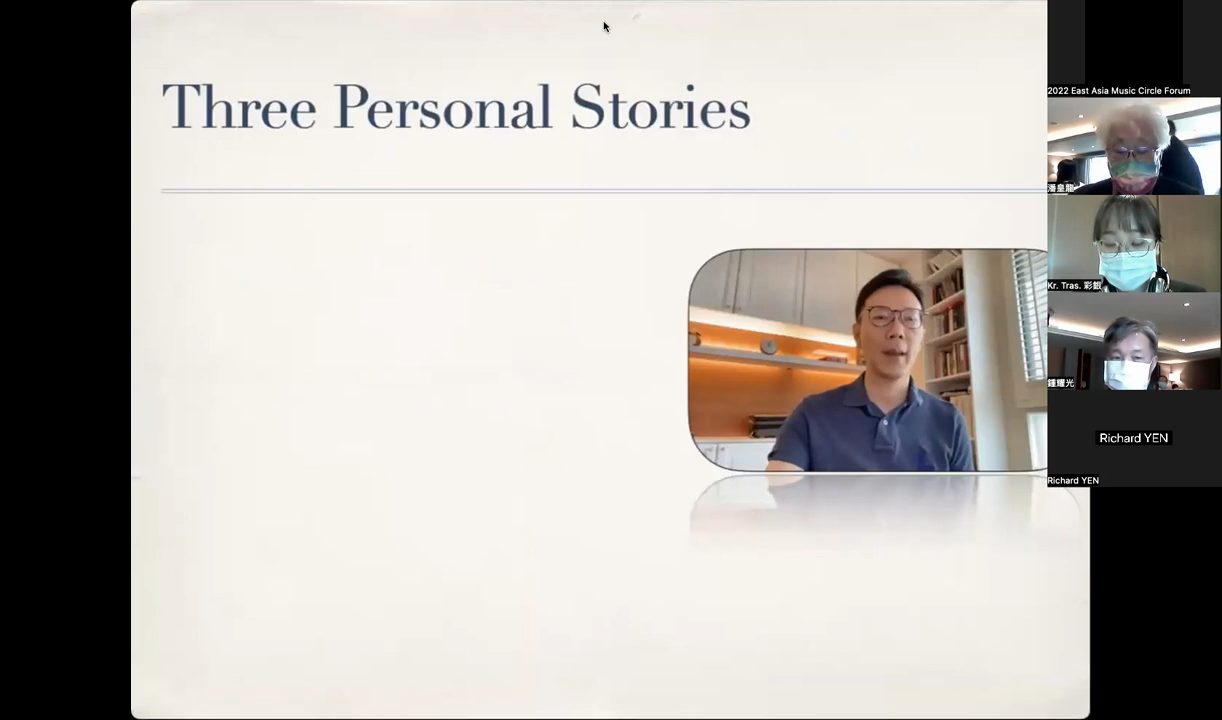 Three Personal Stories
2022 East Asia Music Circle Forum
潘皇龍
Kr. Tras. 彩銀
鍾耀光
Richard YEN
Richard YEN